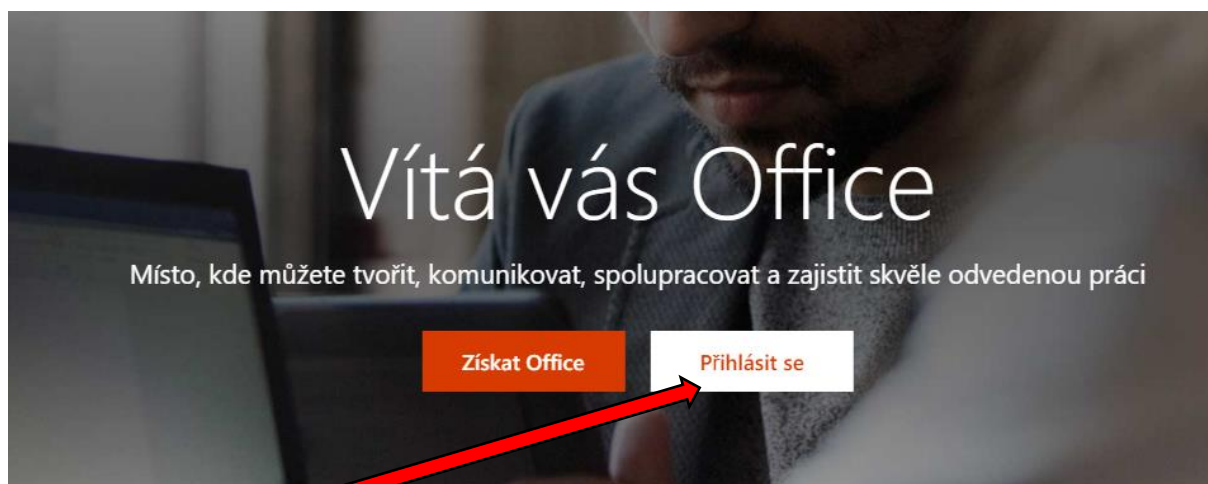 Vítá vás Office
Místo, kde můžete tvořit, komunikovat, spolupracovat a zajistit skvěle odvedenou práci
Získat Office
Přihlásit se